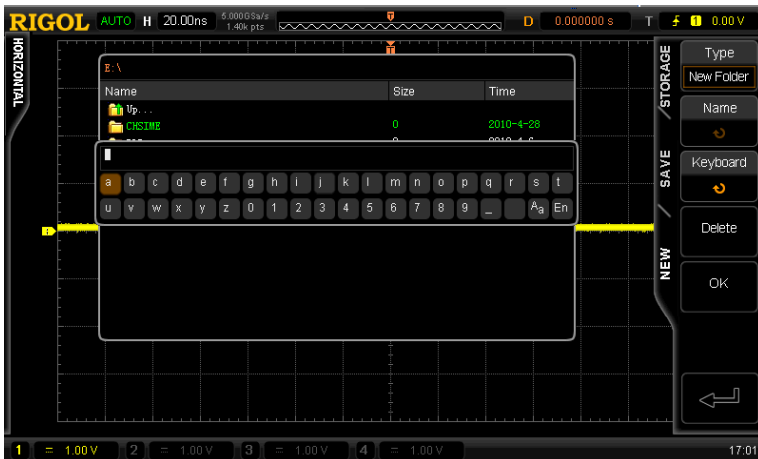 RIGOL AUTO H 20.00ns 5.000GSa/s 1.40k pts D 0.000000 s T 1 0.00 V
HORIZONTAL
E:\
Name Size Time
Up...
CHSIME 0 2010-4-28
a b c d e f g h i j k l m n o p q r s t
u v w x y z 0 1 2 3 4 5 6 7 8 9 _ Aa En
STORAGE
SAVE
NEW
Type
New Folder
Name
Keyboard
Delete
OK
1 = 1.00 V 2 = 1.00 V 3 = 1.00 V 4 = 1.00 V 17:01